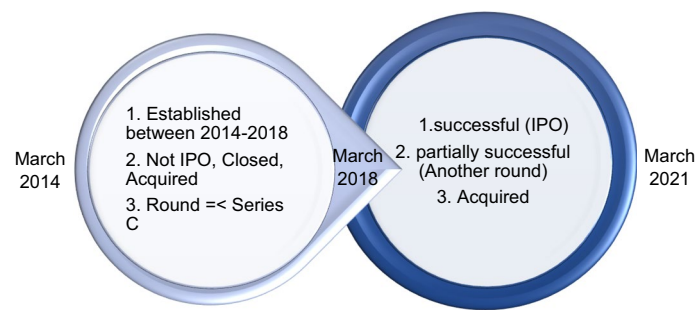 March
2014
1. Established
between 2014-2018
2. Not IPO, Closed,
Acquired
3. Round =< Series
C
March
2018
1.successful (IPO)
2. partially successful
(Another round)
3. Acquired
March
2021